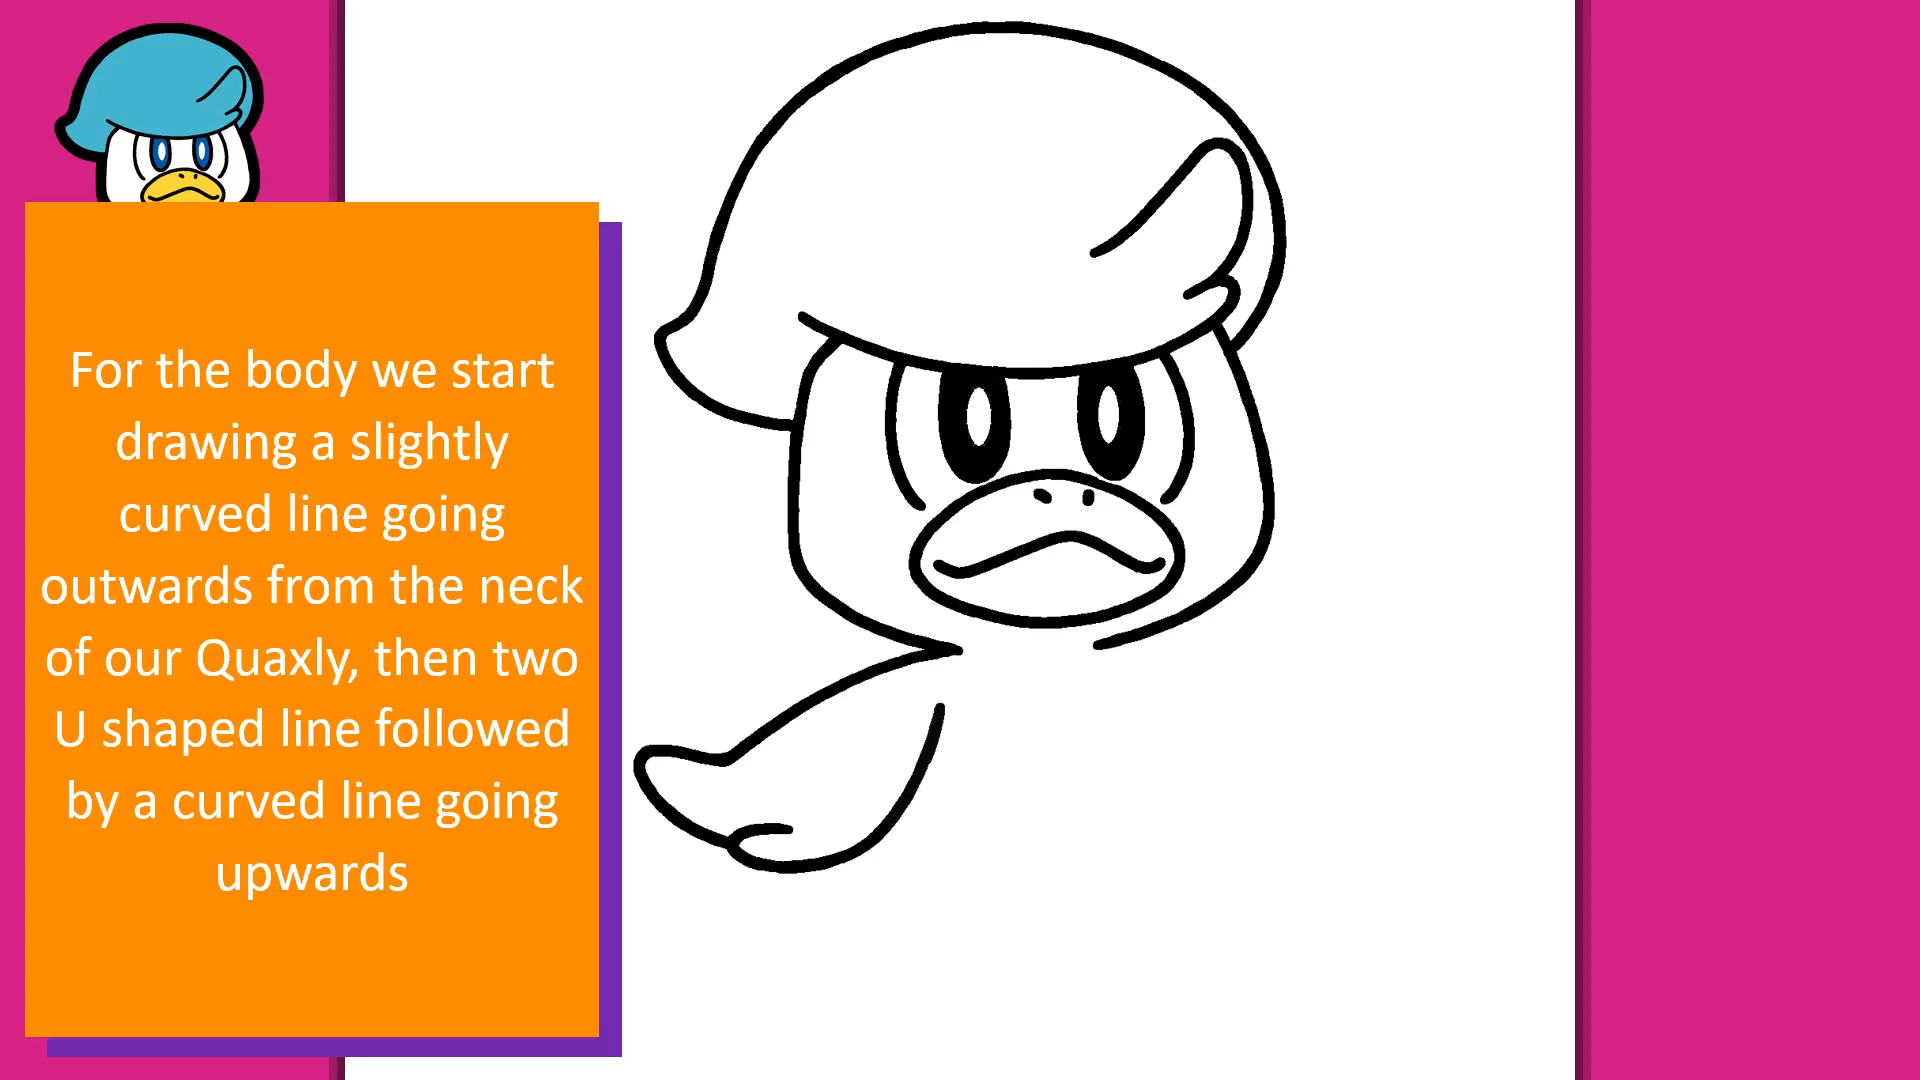 For the body we start
drawing a slightly
curved line going
outwards from the neck
of our Quaxly, then two
U shaped line followed
by a curved line going
upwards